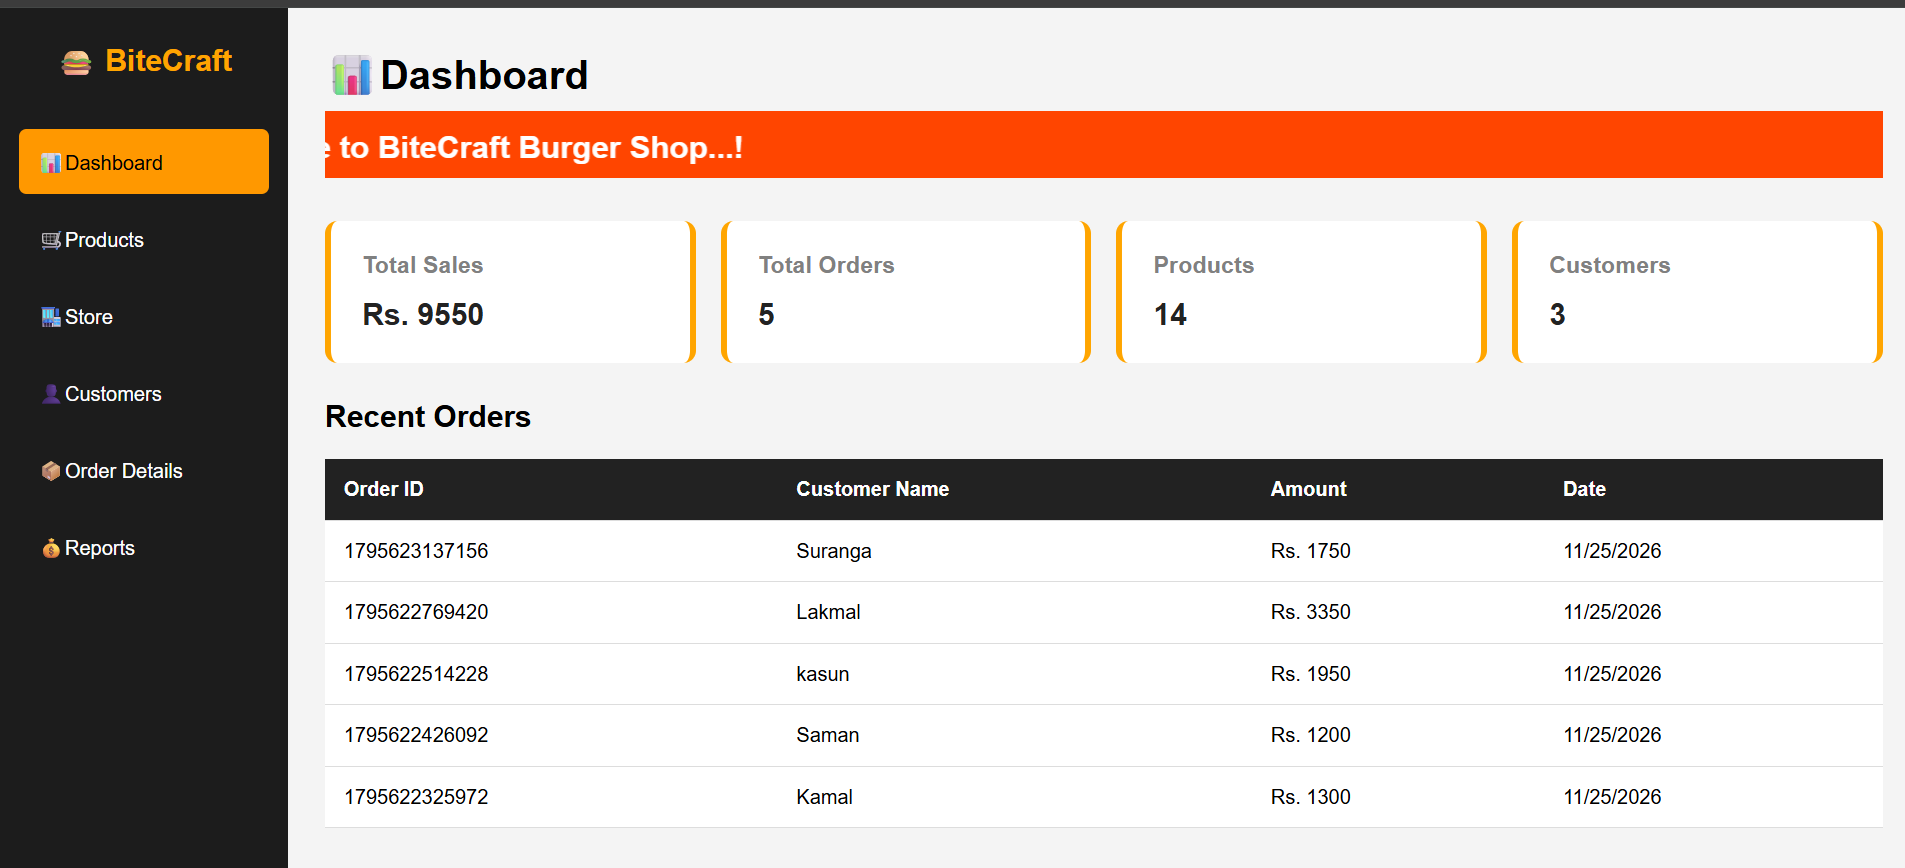 BiteCraft
Dashboard
Products
Store
Customers
Order Details
Reports
Dashboard
to BiteCraft Burger Shop...!
Total Sales
Rs. 9550
Total Orders
5
Products
14
Customers
3
Recent Orders
Order ID Customer Name Amount Date
1795623137156 Suranga Rs. 1750 11/25/2026
1795622769420 Lakmal Rs. 3350 11/25/2026
1795622514228 kasun Rs. 1950 11/25/2026
1795622426092 Saman Rs. 1200 11/25/2026
1795622325972 Kamal Rs. 1300 11/25/2026